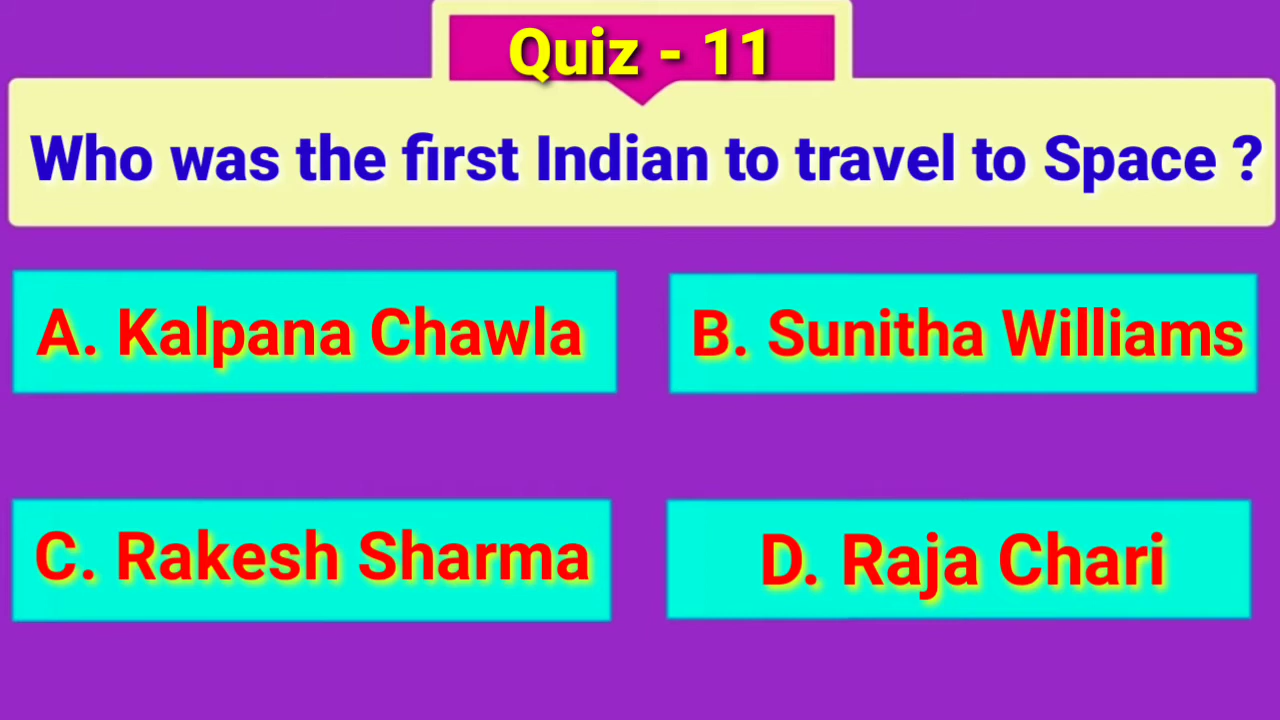 Quiz - 11
Who was the first Indian to travel to Space ?
A. Kalpana Chawla
B. Sunitha Williams
C. Rakesh Sharma
D. Raja Chari